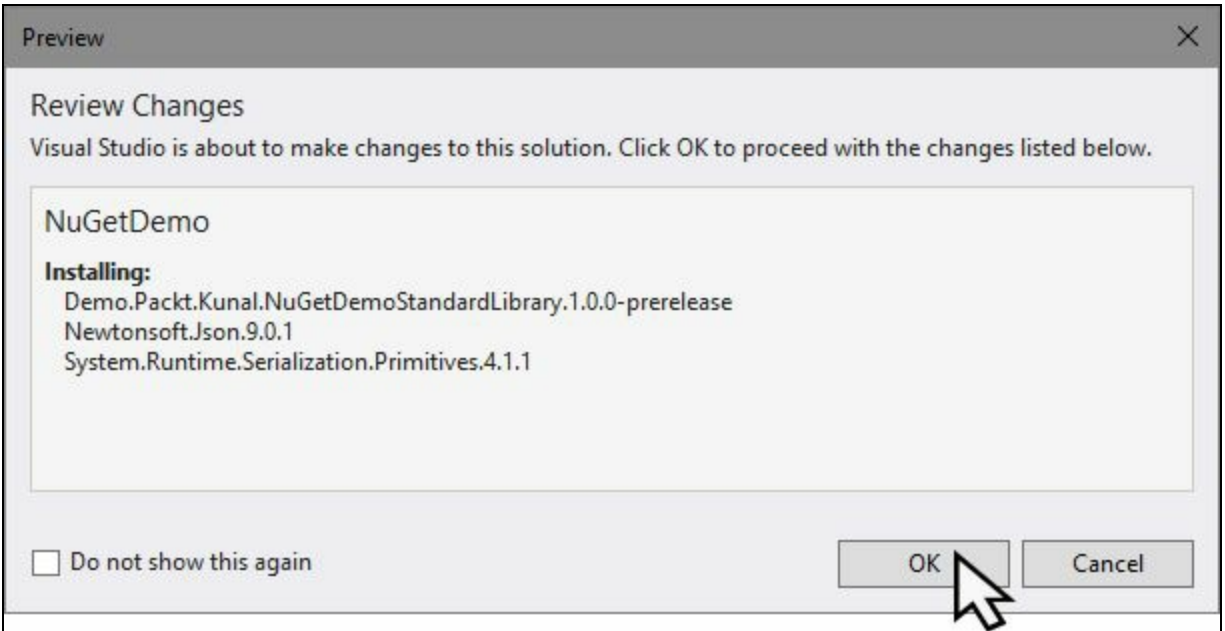 Preview
Review Changes
Visual Studio is about to make changes to this solution. Click OK to proceed with the changes listed below.
NuGetDemo
Installing:
Demo.Packt.Kunal.NuGetDemoStandardLibrary.1.0.0-prerelease
Newtonsoft.Json.9.0.1
System.Runtime.Serialization.Primitives.4.1.1
Do not show this again
OK
Cancel